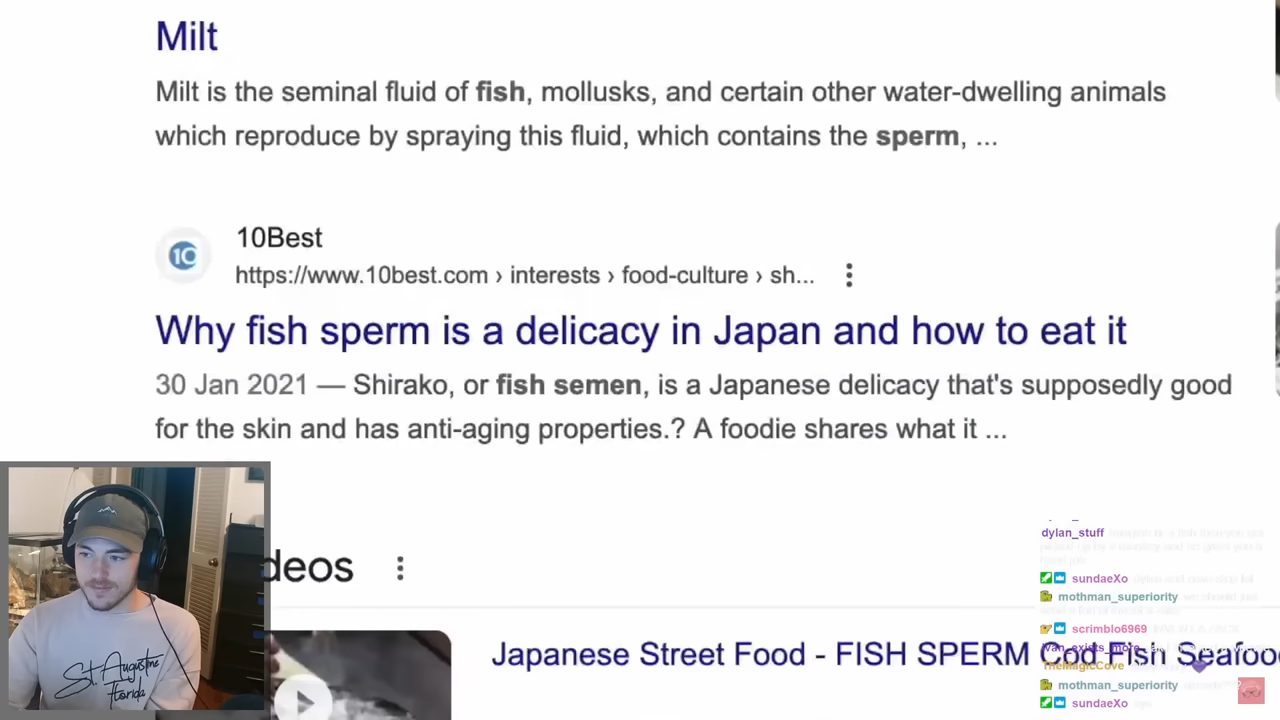 Milt
Milt is the seminal fluid of fish, mollusks, and certain other water-dwelling animals
which reproduce by spraying this fluid, which contains the sperm, ...
10
10Best
https://www.10best.com › interests › food-culture › sh...
Why fish sperm is a delicacy in Japan and how to eat it
30 Jan 2021 — Shirako, or fish semen, is a Japanese delicacy that's supposedly good
for the skin and has anti-aging properties.? A foodie shares what it ...
deos
Japanese Street Food - FISH SPERM Cod Fish Seafoo
St. Augustine
Florida
dylan_stuff
sundaeXo
mothman_superiority
scrimblo6969
ivan_exists_more
TheMagicCove
mothman_superiority
sundaeXo